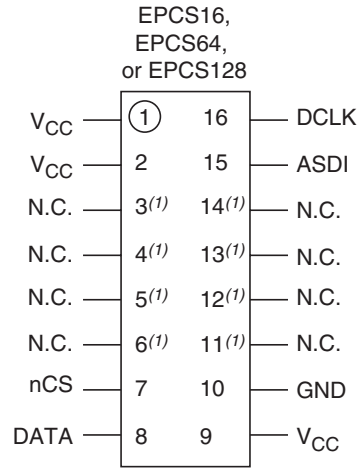 EPCS16,
EPCS64,
or EPCS128
VCC 1 16 DCLK
VCC 2 15 ASDI
N.C. 3(1) 14(1) N.C.
N.C. 4(1) 13(1) N.C.
N.C. 5(1) 12(1) N.C.
N.C. 6(1) 11(1) N.C.
nCS 7 10 GND
DATA 8 9 VCC